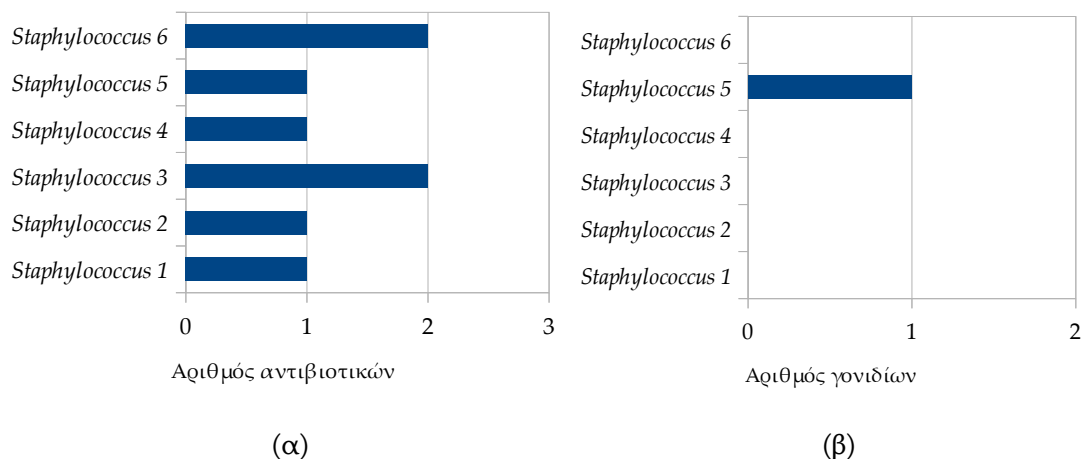 Staphylococcus 6
Staphylococcus 5
Staphylococcus 4
Staphylococcus 3
Staphylococcus 2
Staphylococcus 1
0 1 2 3
Αριθμός αντιβιοτικών
(α)
Staphylococcus 6
Staphylococcus 5
Staphylococcus 4
Staphylococcus 3
Staphylococcus 2
Staphylococcus 1
0 1 2
Αριθμός γονιδίων
(β)